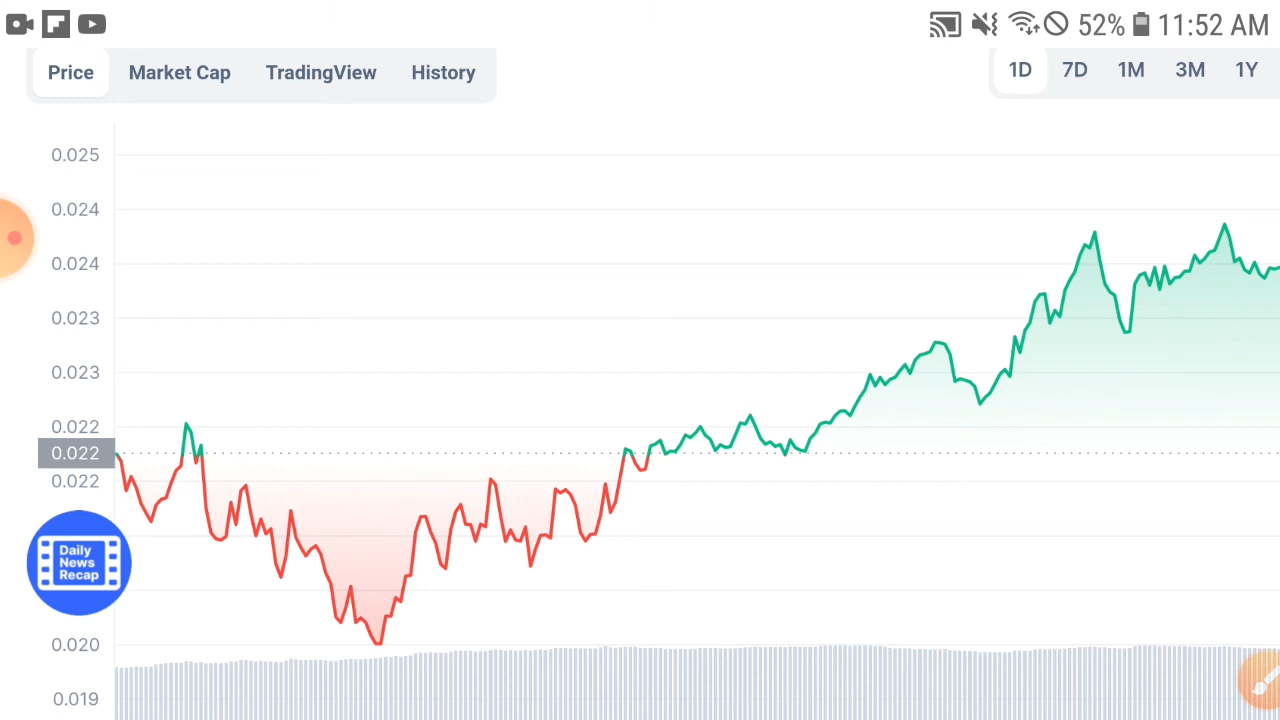 52% 11:52 AM
Price Market Cap TradingView History 1D 7D 1M 3M 1Y
0.025
0.024
0.024
0.023
0.023
0.022
0.022
0.022
Daily
News
Recap
0.020
0.019